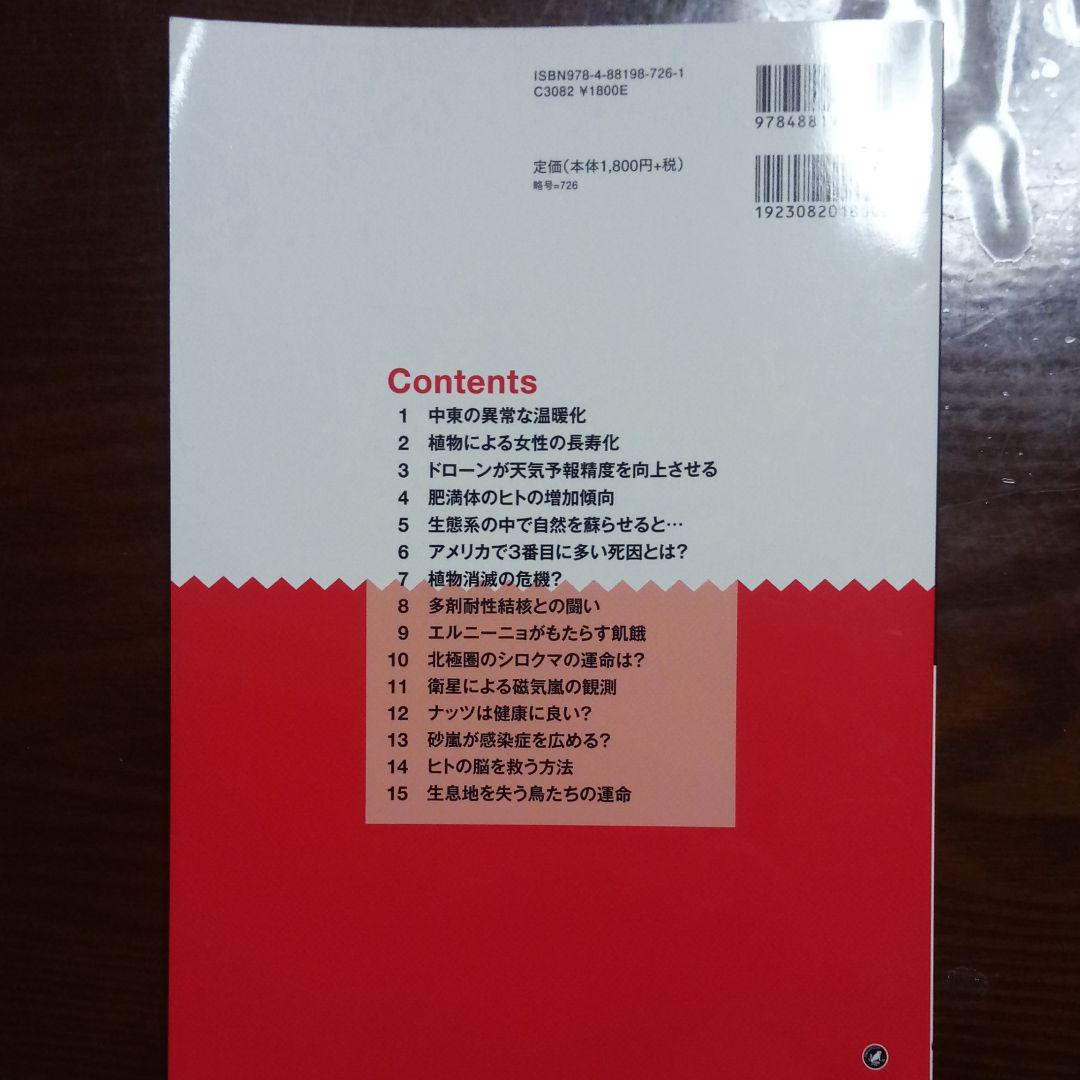 ISBN978-4-88198-726-1
C3082 ¥1800E
定価(本体1,800円+税)
略号=726
Contents
1 中東の異常な温暖化
2 植物による女性の長寿化
3 ドローンが天気予報精度を向上させる
4 肥満体のヒトの増加傾向
5 生態系の中で自然を蘇らせると…
6 アメリカで3番目に多い死因とは?
7 植物消滅の危機?
8 多剤耐性結核との闘い
9 エルニーニョがもたらす飢餓
10 北極圏のシロクマの運命は?
11 衛星による磁気嵐の観測
12 ナッツは健康に良い?
13 砂嵐が感染症を広める?
14 ヒトの脳を救う方法
15 生息地を失う鳥たちの運命